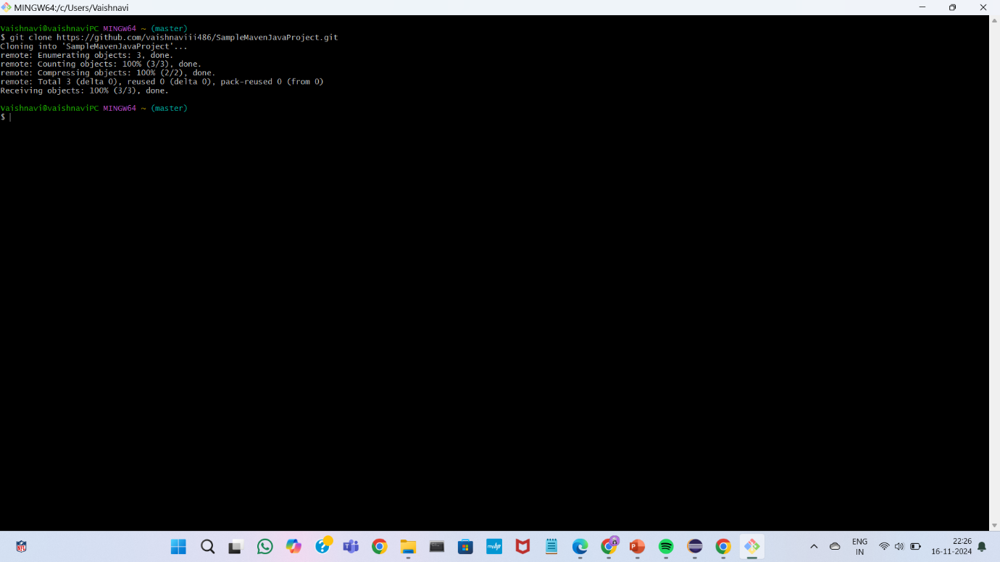 MINGW64:/c/Users/Vaishnavi
Vaishnavi@vaishnaviPC MINGW64 ~ (master)
$ git clone https://github.com/vaishnaviii486/SampleMavenJavaProject.git
Cloning into 'SampleMavenJavaProject'...
remote: Enumerating objects: 3, done.
remote: Counting objects: 100% (3/3), done.
remote: Compressing objects: 100% (2/2), done.
remote: Total 3 (delta 0), reused 0 (delta 0), pack-reused 0 (from 0)
Receiving objects: 100% (3/3), done.
Vaishnavi@vaishnaviPC MINGW64 ~ (master)
$
NFL
myhp
P
ENG
IN
22:26
16-11-2024